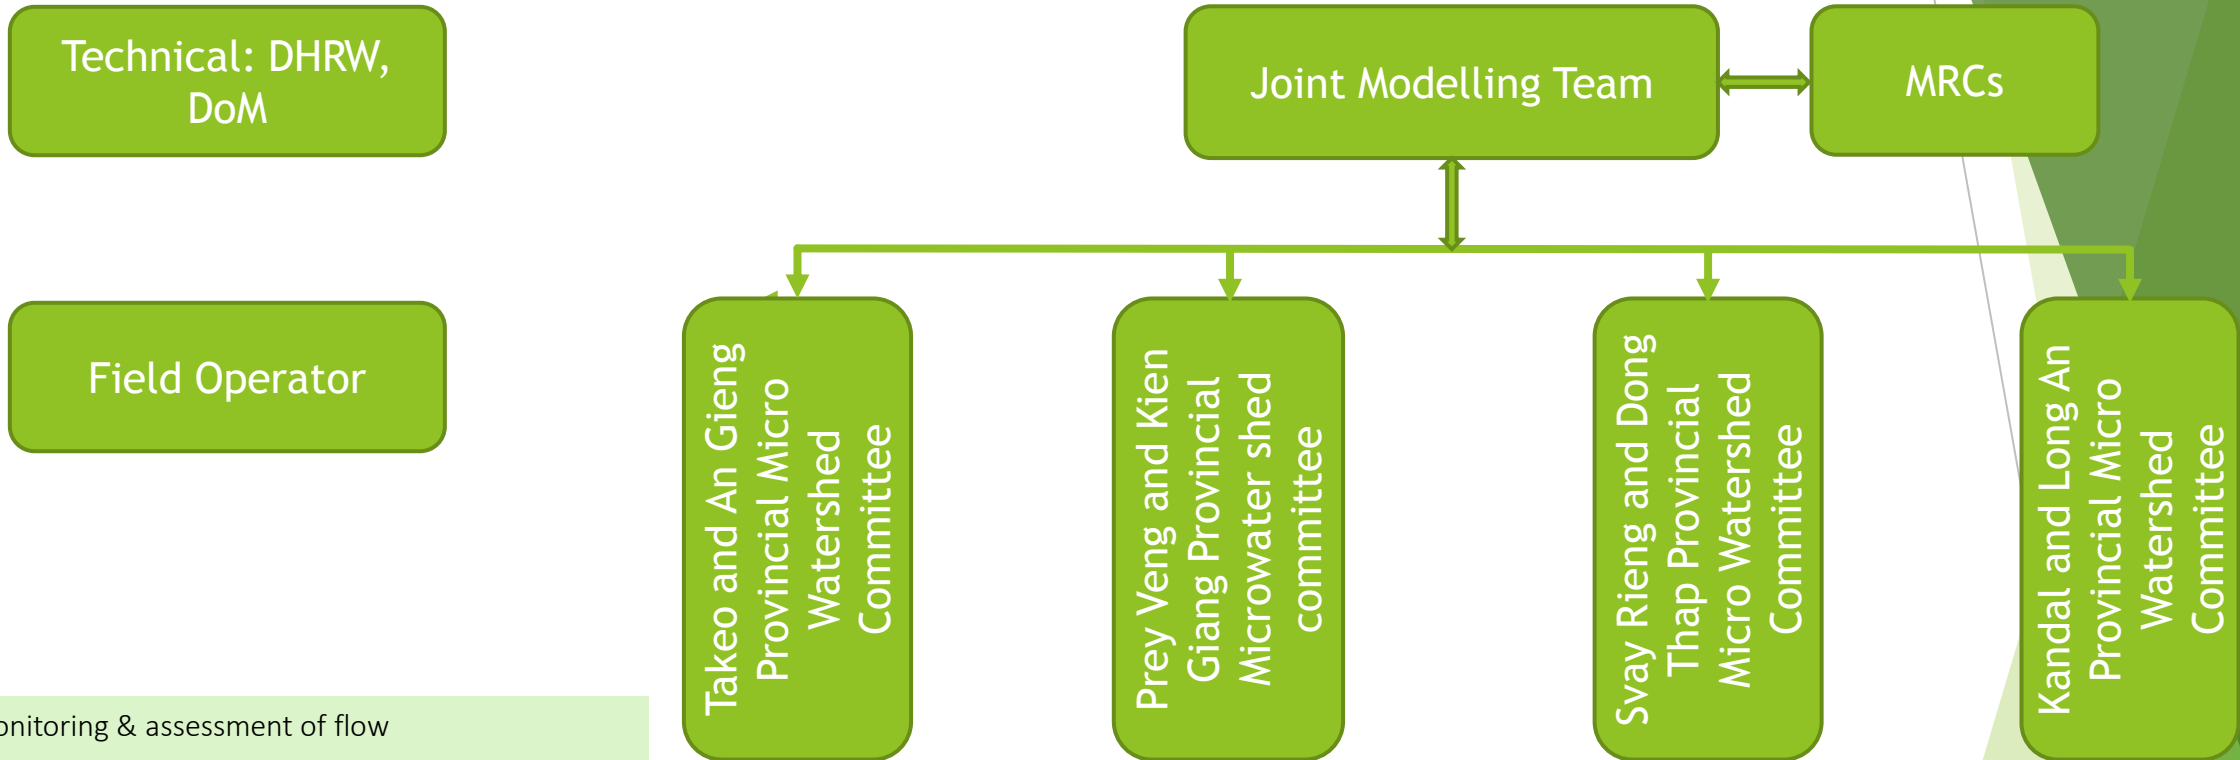 Technical: DHRW,
DoM
Joint Modelling Team
MRCs
Field Operator
Takeo and An Gieng
Provincial Micro
Watershed
Committee
Prey Veng and Kien
Giang Provincial
Microwater shed
committee
Svay Rieng and Dong
Thap Provincial
Micro Watershed
Committee
Kandal and Long An
Provincial Micro
Watershed
Committee
onitoring & assessment of flow